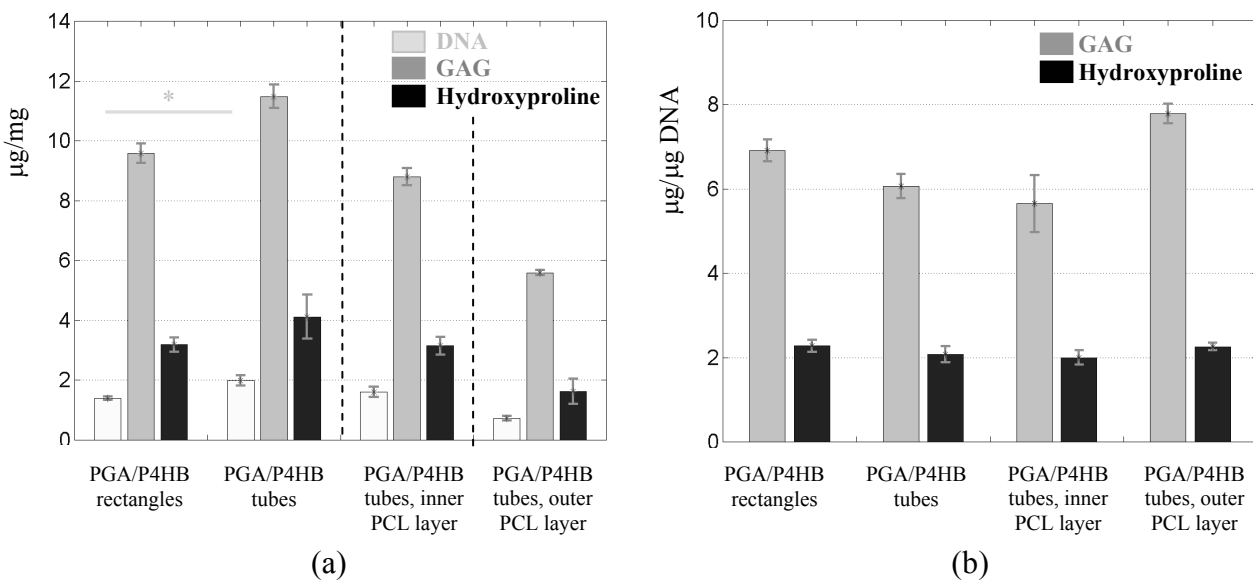 14
12
10
8
6
4
2
0
µg/mg
DNA
GAG
Hydroxyproline
*
PGA/P4HB
rectangles
PGA/P4HB
tubes
PGA/P4HB
tubes, inner
PCL layer
PGA/P4HB
tubes, outer
PCL layer
(a)
10
8
6
4
2
0
µg/µg DNA
GAG
Hydroxyproline
PGA/P4HB
rectangles
PGA/P4HB
tubes
PGA/P4HB
tubes, inner
PCL layer
PGA/P4HB
tubes, outer
PCL layer
(b)